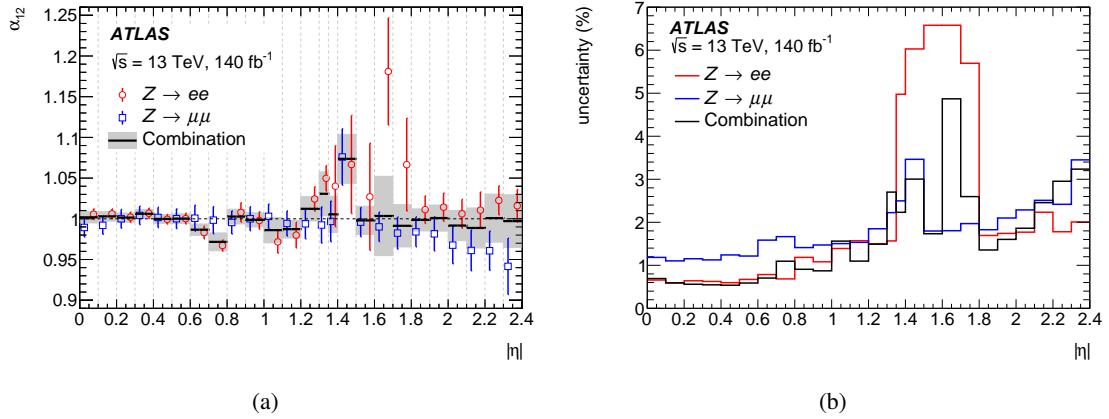 α12
1.25
1.2
1.15
1.1
1.05
1
0.95
0.9
ATLAS
√s = 13 TeV, 140 fb-1
Z → ee
Z → μμ
Combination
0 0.2 0.4 0.6 0.8 1 1.2 1.4 1.6 1.8 2 2.2 2.4
|η|
(a)
uncertainty (%)
7
6
5
4
3
2
1
0
ATLAS
√s = 13 TeV, 140 fb-1
Z → ee
Z → μμ
Combination
0 0.2 0.4 0.6 0.8 1 1.2 1.4 1.6 1.8 2 2.2 2.4
|η|
(b)